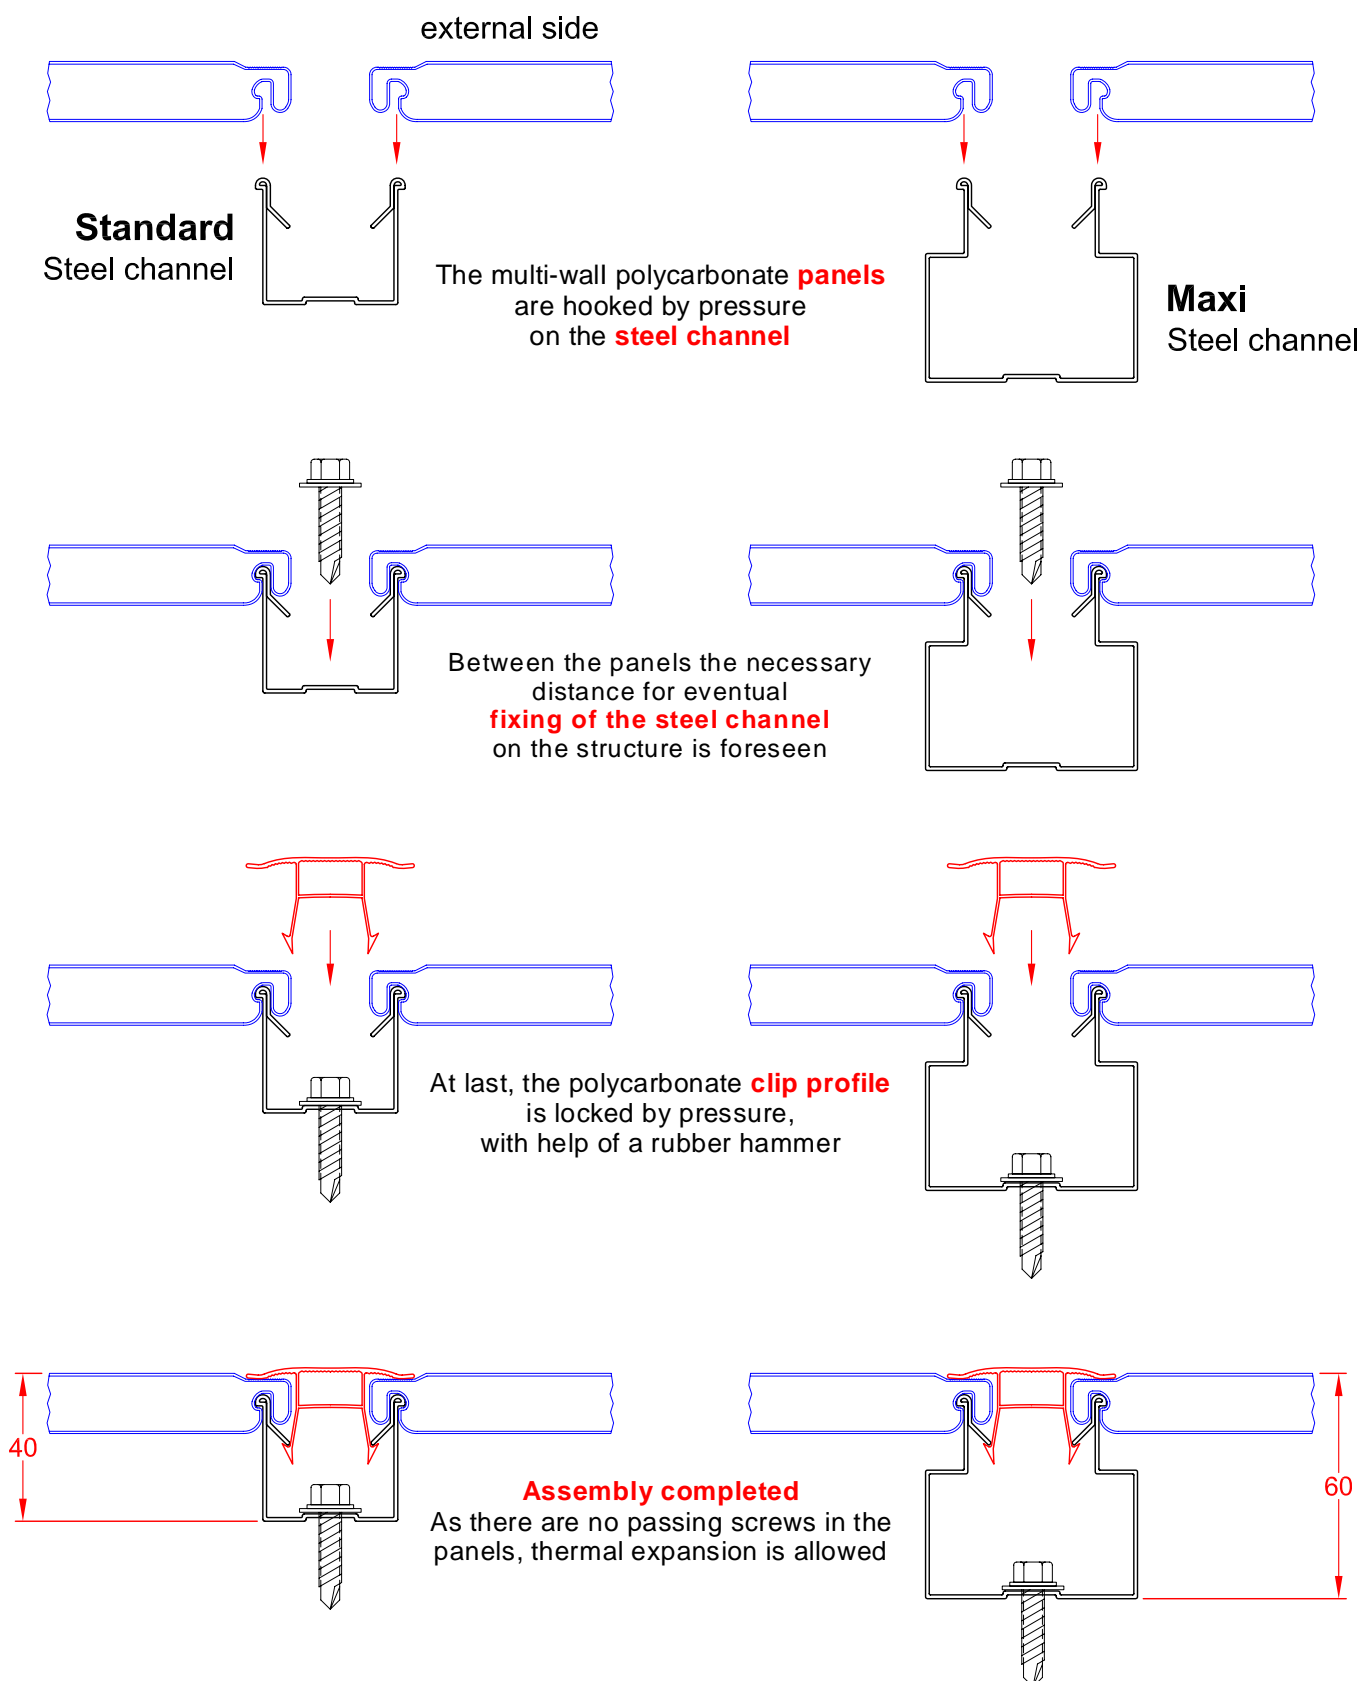 external side
Standard
Steel channel
The multi-wall polycarbonate panels
are hooked by pressure
on the steel channel
Maxi
Steel channel
Between the panels the necessary
distance for eventual
fixing of the steel channel
on the structure is foreseen
At last, the polycarbonate clip profile
is locked by pressure,
with help of a rubber hammer
40
Assembly completed
As there are no passing screws in the
panels, thermal expansion is allowed
60